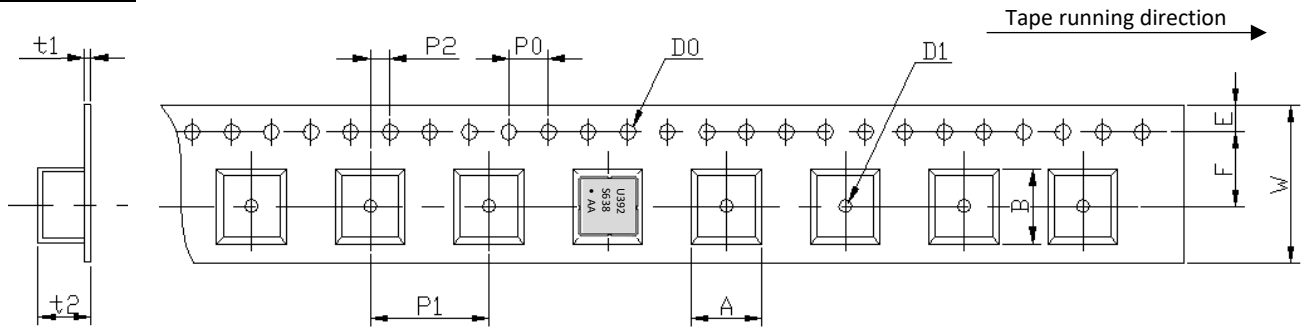 Tape running direction
t1
P2
P0
D0
D1
E
F
W
B
U392
5638
• AA
t2
P1
A